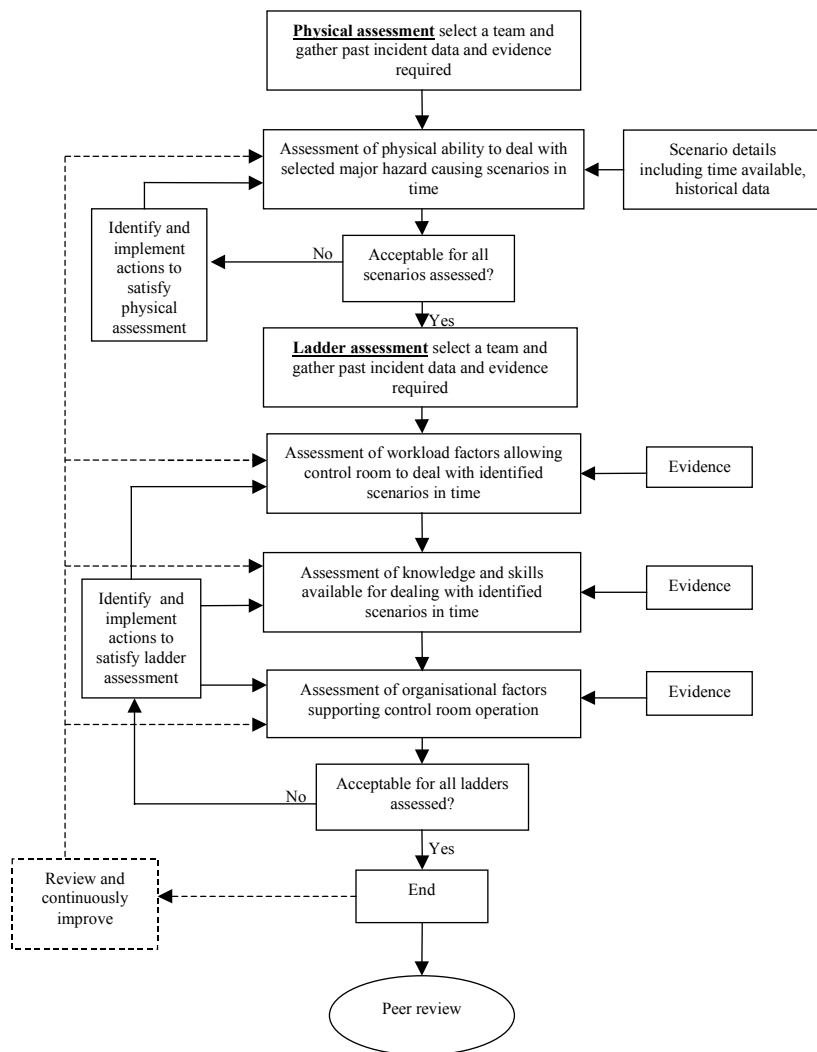 Physical assessment select a team and
gather past incident data and evidence
required
Assessment of physical ability to deal with
selected major hazard causing scenarios in
time
Scenario details
including time available,
historical data
Identify and
implement
actions to
satisfy
physical
assessment
No
Acceptable for all
scenarios assessed?
Yes
Ladder assessment select a team and
gather past incident data and evidence
required
Assessment of workload factors allowing
control room to deal with identified
scenarios in time
Evidence
Assessment of knowledge and skills
available for dealing with identified
scenarios in time
Evidence
Identify and
implement
actions to
satisfy ladder
assessment
Assessment of organisational factors
supporting control room operation
Evidence
No
Acceptable for all ladders
assessed?
Yes
Review and
continuously
improve
End
Peer review